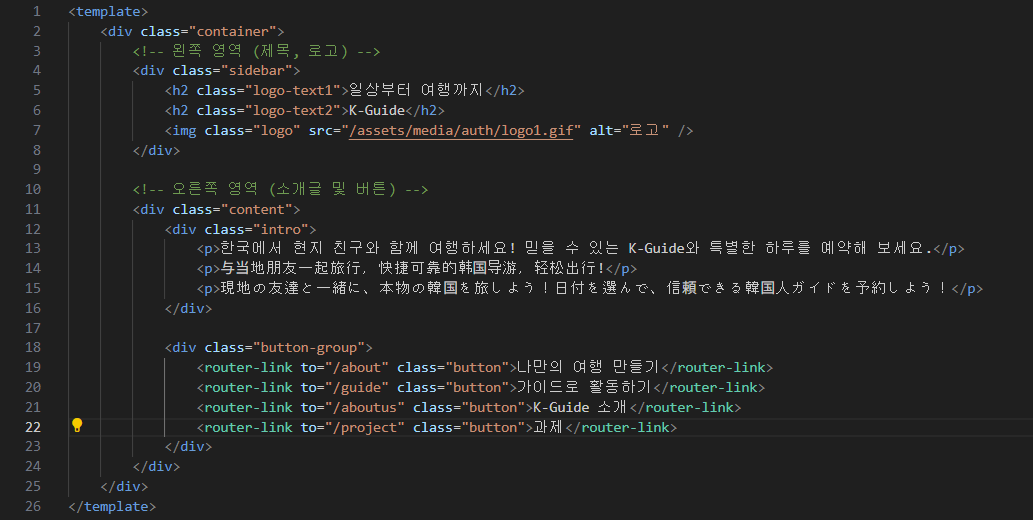 1 <template>
2 <div class="container">
3 <!-- 왼쪽 영역 (제목, 로고) -->
4 <div class="sidebar">
5 <h2 class="logo-text1">일상부터 여행까지</h2>
6 <h2 class="logo-text2">K-Guide</h2>
7 <img class="logo" src="/assets/media/auth/logo1.gif" alt="로고" />
8 </div>
9
10 <!-- 오른쪽 영역 (소개글 및 버튼) -->
11 <div class="content">
12 <div class="intro">
13 <p>한국에서 현지 친구와 함께 여행하세요! 믿을 수 있는 K-Guide와 특별한 하루를 예약해 보세요.</p>
14 <p>与当地朋友一起旅行，快捷可靠的韩国导游，轻松出行!</p>
15 <p>現地の友達と一緒に、本物の韓国を旅しよう！日付を選んで、信頼できる韓国人ガイドを予約しよう！</p>
16 </div>
17
18 <div class="button-group">
19 <router-link to="/about" class="button">나만의 여행 만들기</router-link>
20 <router-link to="/guide" class="button">가이드로 활동하기</router-link>
21 <router-link to="/aboutus" class="button">K-Guide 소개</router-link>
22 <router-link to="/project" class="button">과제</router-link>
23 </div>
24 </div>
25 </div>
26 </template>